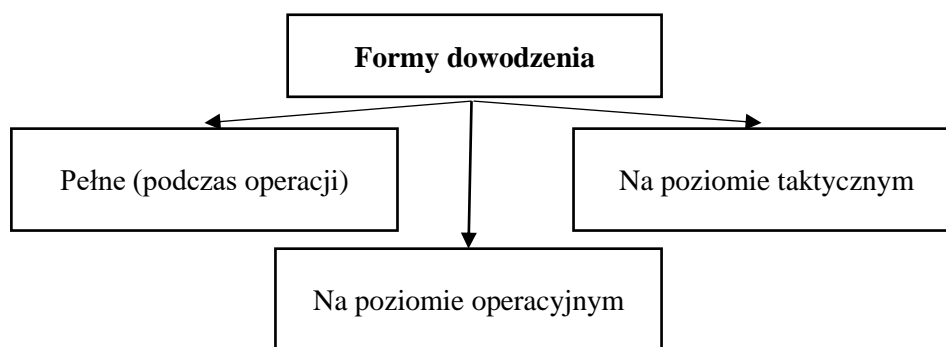 Formy dowodzenia
Pełne (podczas operacji)
Na poziomie taktycznym
Na poziomie operacyjnym